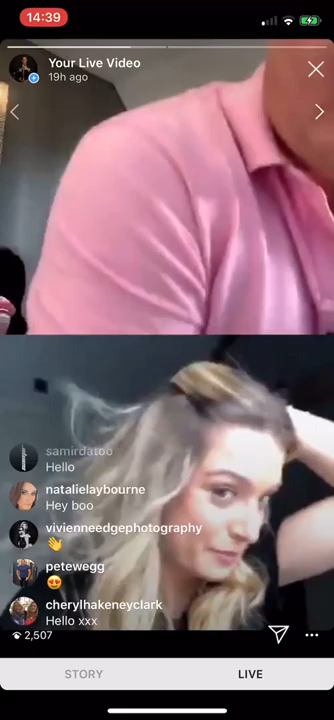 14:39
Your Live Video
19h ago
samirdatoo
Hello
natalielaybourne
Hey boo
vivienneedgephotography
👋
petewegg
😍
cherylhakeneyclark
Hello xxx
2,507
STORY LIVE